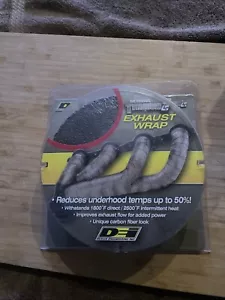 EXHAUST
WRAP
• Reduces underhood temps up to 50%!
• Withstands 1800°F direct / 2500°F intermittent heat
• Improves exhaust flow for added power
• Unique carbon fiber look
DEi